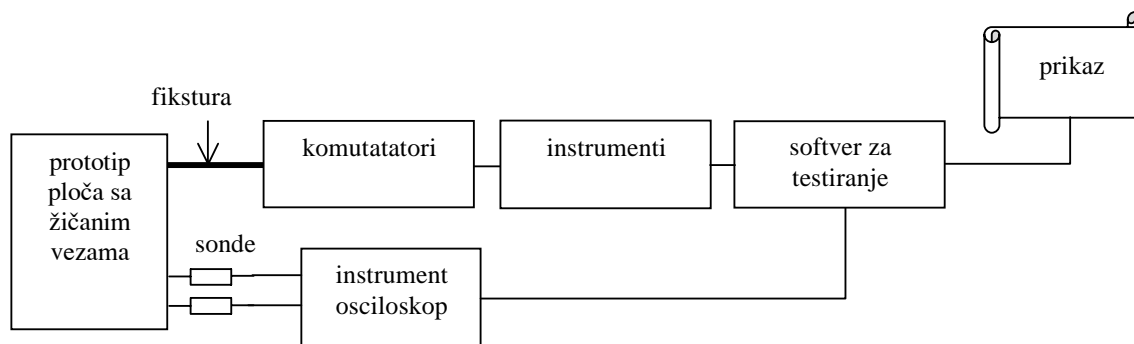 prikaz
fikstura
prototip
ploča sa
žičanim
vezama
komutatatori
instrumenti
softver za
testiranje
sonde
instrument
osciloskop